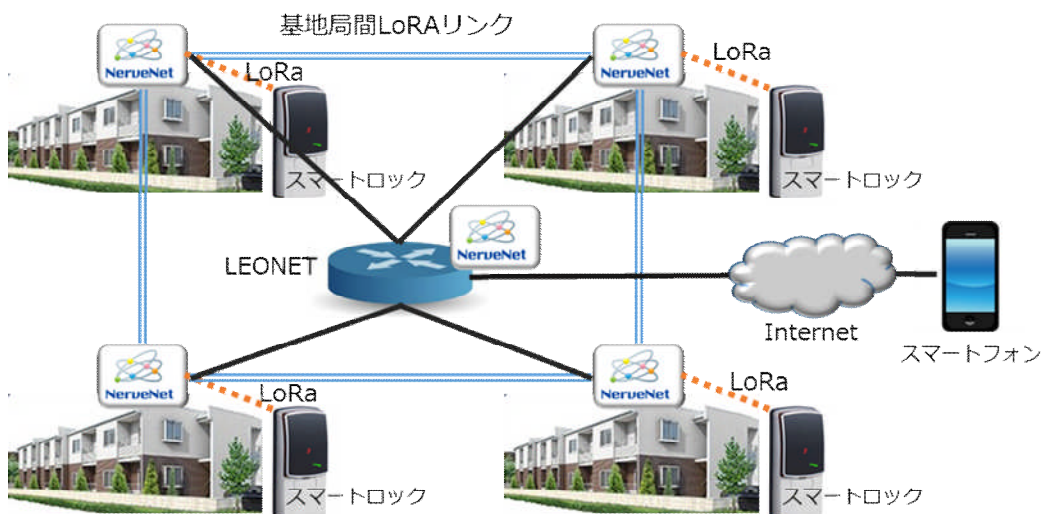 基地局間LoRAリンク
NerveNet
LoRa
NerveNet
LoRa
スマートロック
スマートロック
NerveNet
LEONET
Internet
スマートフォン
NerveNet
LoRa
NerveNet
LoRa
スマートロック
スマートロック